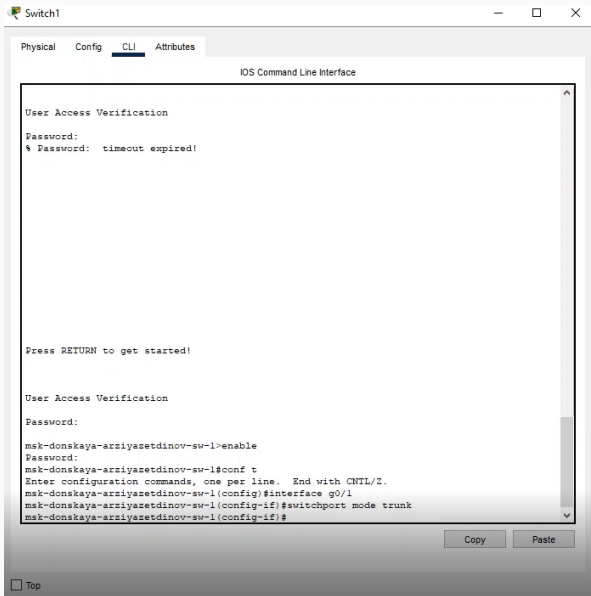 Switch1
Physical Config CLI Attributes
IOS Command Line Interface
User Access Verification
Password:
% Password:  timeout expired!
Press RETURN to get started!
User Access Verification
Password:
msk-donskaya-arziyazetdinov-sw-1>enable
Password:
msk-donskaya-arziyazetdinov-sw-1#conf t
Enter configuration commands, one per line.  End with CNTL/Z.
msk-donskaya-arziyazetdinov-sw-1(config)#interface g0/1
msk-donskaya-arziyazetdinov-sw-1(config-if)#switchport mode trunk
msk-donskaya-arziyazetdinov-sw-1(config-if)#
Copy Paste
Top